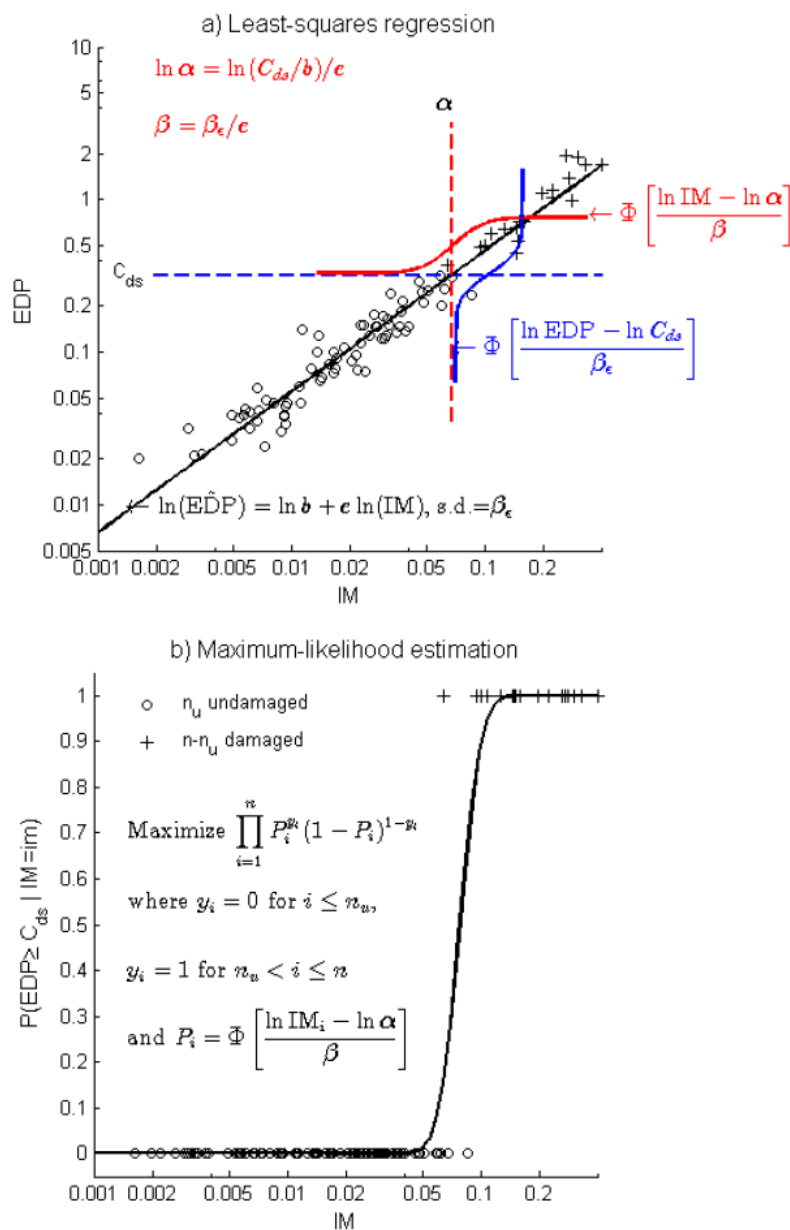 a) Least-squares regression
ln α = ln (C_ds/b)/e
β = β_ϵ/e
α
← Φ [(ln IM − ln α)/β]
← Φ [(ln EDP − ln C_ds)/β_ϵ]
← ln(ED̂P) = ln b + e ln(IM), s.d.=β_ϵ
C_ds
EDP
10
5
2
1
0.5
0.2
0.1
0.05
0.02
0.01
0.005
0.001 0.002 0.005 0.01 0.02 0.05 0.1 0.2
IM
b) Maximum-likelihood estimation
n_u undamaged
n-n_u damaged
Maximize ∏_{i=1}^{n} P_i^{y_i} (1 − P_i)^{1−y_i}
where y_i = 0 for i ≤ n_u,
y_i = 1 for n_u < i ≤ n
and P_i = Φ [(ln IM_i − ln α)/β]
P(EDP≥ C_ds | IM=im)
1
0.9
0.8
0.7
0.6
0.5
0.4
0.3
0.2
0.1
0
0.001 0.002 0.005 0.01 0.02 0.05 0.1 0.2
IM